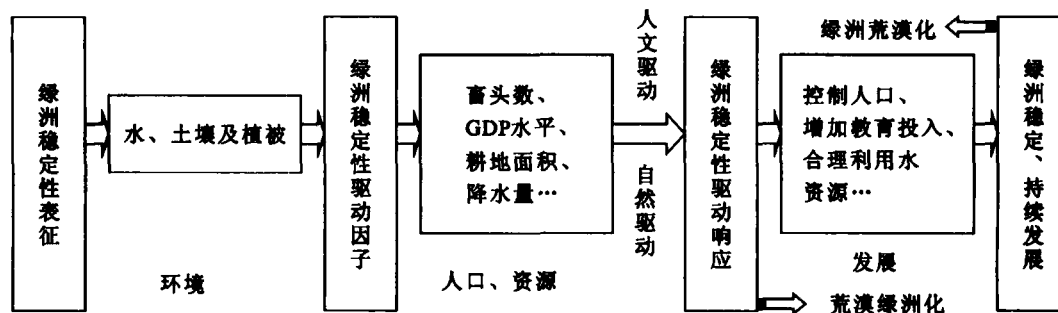 绿洲稳定性表征
水、土壤及植被
环境
绿洲稳定性驱动因子
畜头数、
GDP水平、
耕地面积、
降水量…
人口、资源
人文驱动
自然驱动
绿洲稳定性驱动响应
控制人口、
增加教育投入、
合理利用水
资源…
发展
绿洲荒漠化
荒漠绿洲化
绿洲稳定、持续发展